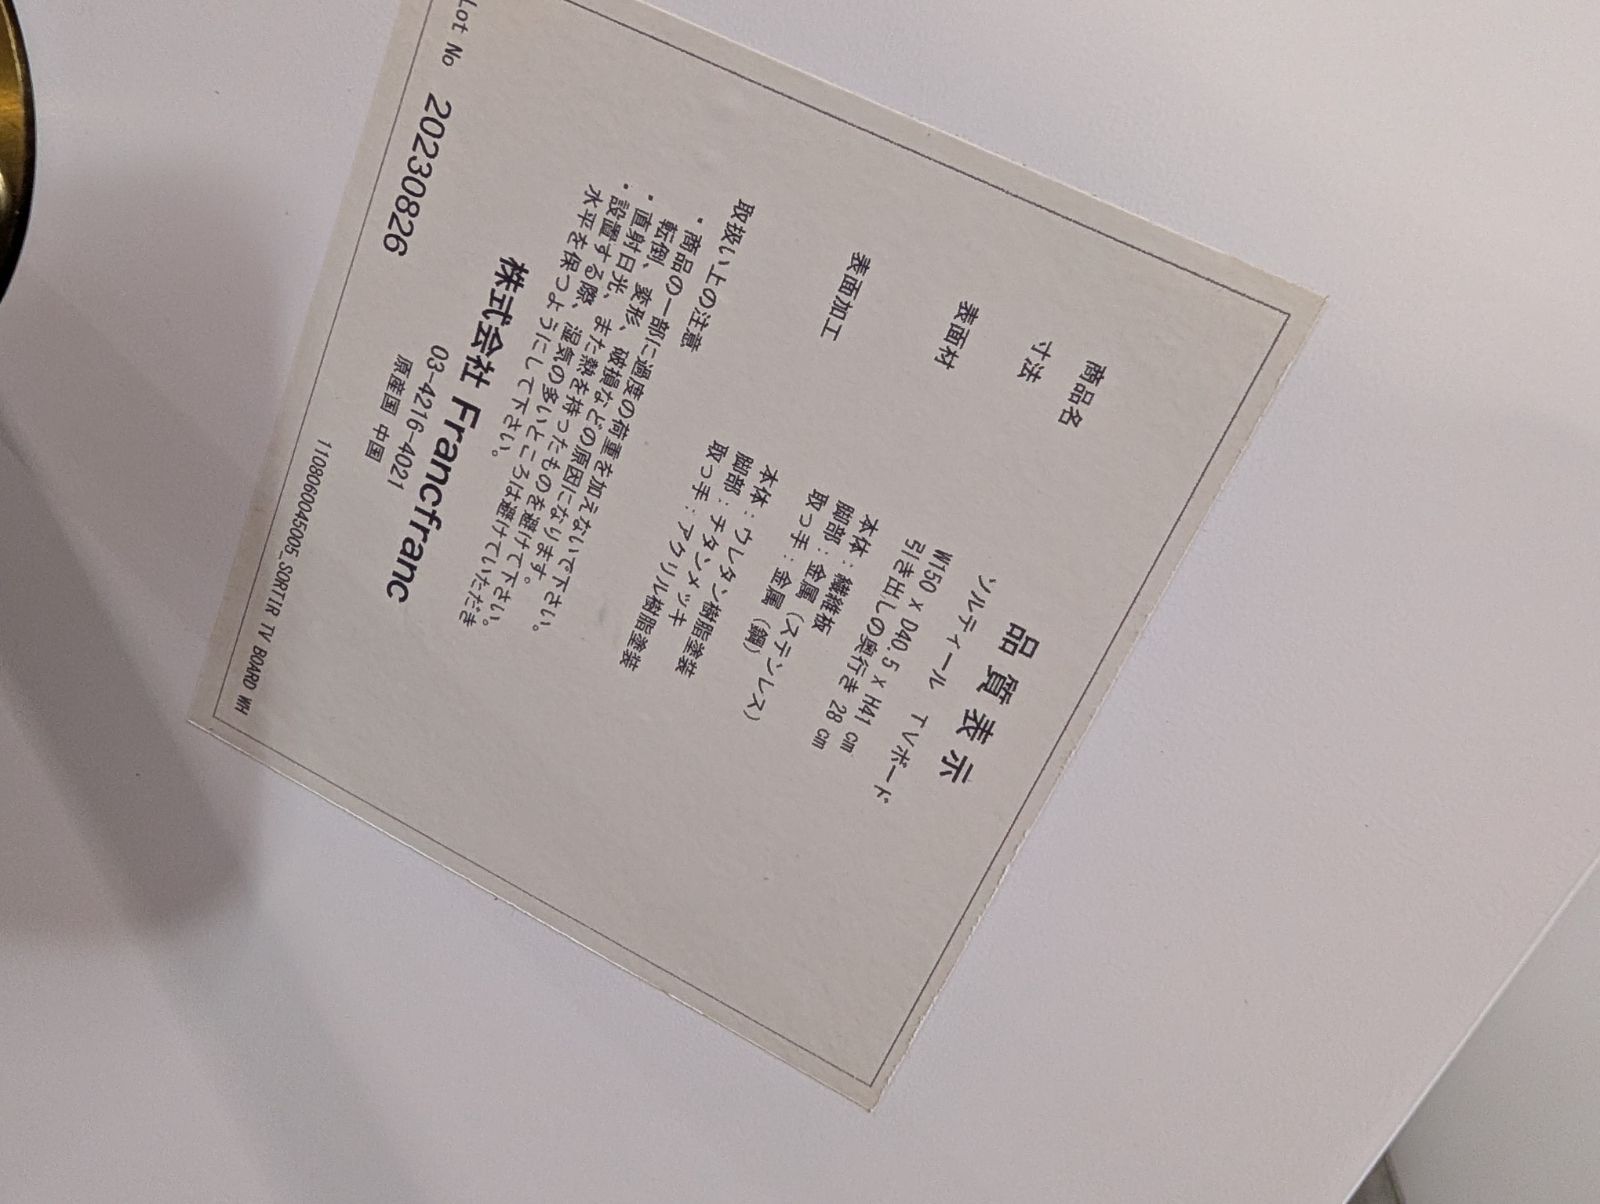 品質表示
商品名 ソルティール TVボード
寸法 W150 x D40.5 x H41 ㎝
引き出しの奥行き 28 ㎝
表面材 本体：繊維板
脚部：金属（ステンレス）
取っ手：金属（鋼）
表面加工 本体：ウレタン樹脂塗装
脚部：チタンメッキ
取っ手：アクリル樹脂塗装
取扱い上の注意
・商品の一部に過度の荷重を加えないで下さい。
転倒、変形、破損などの原因になります。
・直射日光、また熱を持ったものを避けて下さい。
・設置する際、湿気の多いところは避けていただき
水平を保つようにして下さい。
株式会社 Francfranc
03-4216-4021
原産国 中国
Lot No 20230826
1108060045005_SORTIR TV BOARD WH